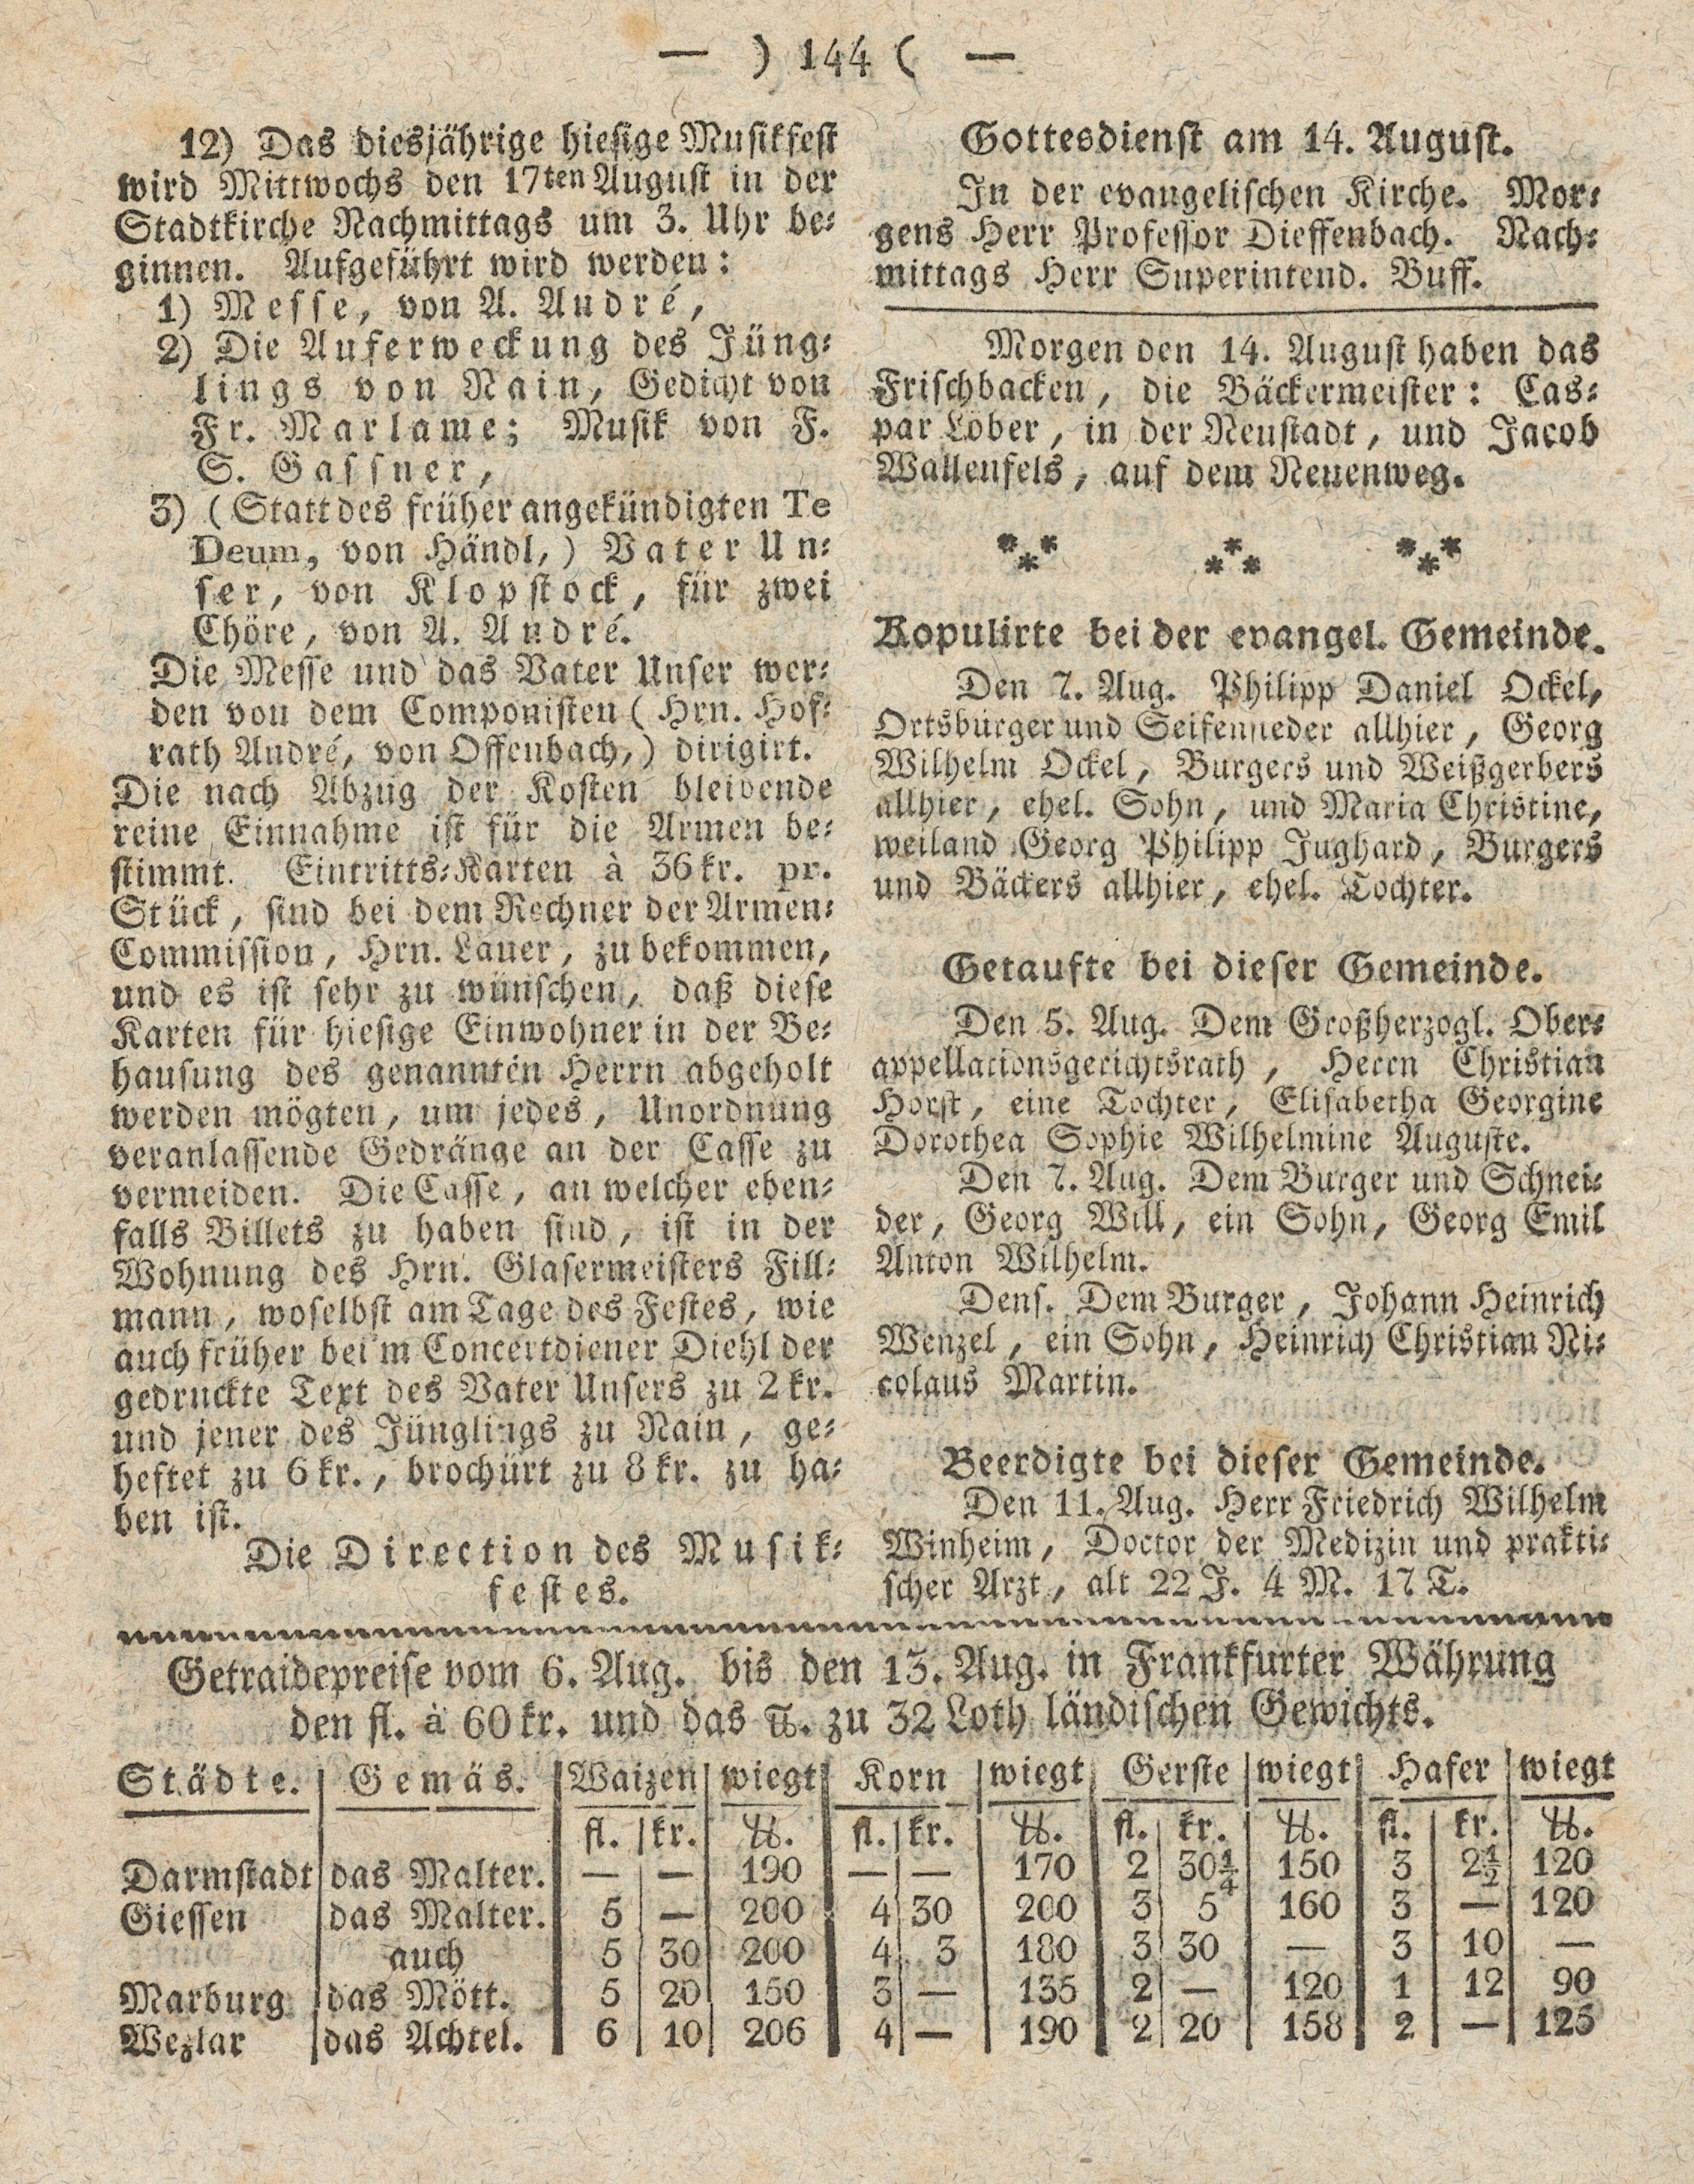 — ) 144 ( —
12) Das diesjährige hiesige Musikfest
wird Mittwochs den 17ten August in der
Stadtkirche Nachmittags um 3. Uhr be-
ginnen. Aufgeführt wird werden:
1) Messe, von A. André,
2) Die Auferweckung des Jüng-
lings von Nain, Gedicht von
Fr. Marlame; Musik von F.
S. Gassner,
3) (Statt des früher angekündigten Te
Deum, von Händl,) Vater Un-
ser, von Klopstock, für zwei
Chöre, von A. André.
Die Messe und das Vater Unser wer-
den von dem Componisten (Hrn. Hof-
rath André, von Offenbach,) dirigirt.
Die nach Abzug der Kosten bleibende
reine Einnahme ist für die Armen be-
stimmt. Eintritts-Karten à 36 kr. pr.
Stück, sind bei dem Rechner der Armen-
Commission, Hrn. Lauer, zu bekommen,
und es ist sehr zu wünschen, daß diese
Karten für hiesige Einwohner in der Be-
hausung des genannten Herrn abgeholt
werden mögten, um jedes, Unordnung
veranlassende Gedränge an der Casse zu
vermeiden. Die Casse, an welcher eben-
falls Billets zu haben sind, ist in der
Wohnung des Hrn. Glasermeisters Fill-
mann, woselbst am Tage des Festes, wie
auch früher bei'm Concertdiener Diehl der
gedruckte Text des Vater Unsers zu 2 kr.
und jener des Jünglings zu Nain, ge-
heftet zu 6 kr., brochürt zu 8 kr. zu ha-
ben ist.
Die Direction des Musik-
festes.
Gottesdienst am 14. August.
In der evangelischen Kirche. Mor-
gens Herr Professor Dieffenbach. Nach-
mittags Herr Superintend. Buff.
Morgen den 14. August haben das
Frischbacken, die Bäckermeister: Cas-
par Löber, in der Neustadt, und Jacob
Wallenfels, auf dem Neuenweg.
*** *** ***
Kopulirte bei der evangel. Gemeinde.
Den 7. Aug. Philipp Daniel Ockel,
Ortsbürger und Seifensieder allhier, Georg
Wilhelm Ockel, Burgers und Weißgerbers
allhier, ehel. Sohn, und Maria Christine,
weiland Georg Philipp Jughard, Burgers
und Bäckers allhier, ehel. Tochter.
Getaufte bei dieser Gemeinde.
Den 5. Aug. Dem Großherzogl. Ober-
appellationsgerichtsrath, Herrn Christian
Horst, eine Tochter, Elisabetha Georgine
Dorothea Sophie Wilhelmine Auguste.
Den 7. Aug. Dem Burger und Schnei-
der, Georg Will, ein Sohn, Georg Emil
Anton Wilhelm.
Dens. Dem Burger, Johann Heinrich
Wenzel, ein Sohn, Heinrich Christian Ni-
colaus Martin.
Beerdigte bei dieser Gemeinde.
Den 11. Aug. Herr Friedrich Wilhelm
Winheim, Doctor der Medizin und prakti-
scher Arzt, alt 22 J. 4 M. 17 T.
Getraidepreise vom 6. Aug. bis den 13. Aug. in Frankfurter Währung
den fl. à 60 kr. und das ℔. zu 32 Loth ländischen Gewichts.
Städte. Gemäs. Waizen wiegt Korn wiegt Gerste wiegt Hafer wiegt
fl. kr. ℔. fl. kr. ℔. fl. kr. ℔. fl. kr. ℔.
Darmstadt das Malter. — — 190 — — 170 2 30¼ 150 3 2½ 120
Giessen das Malter. 5 — 200 4 30 200 3 5 160 3 — 120
auch 5 30 200 4 3 180 3 30 — 3 10 —
Marburg das Mött. 5 20 150 3 — 135 2 — 120 1 12 90
Wezlar das Achtel. 6 10 206 4 — 190 2 20 158 2 — 125